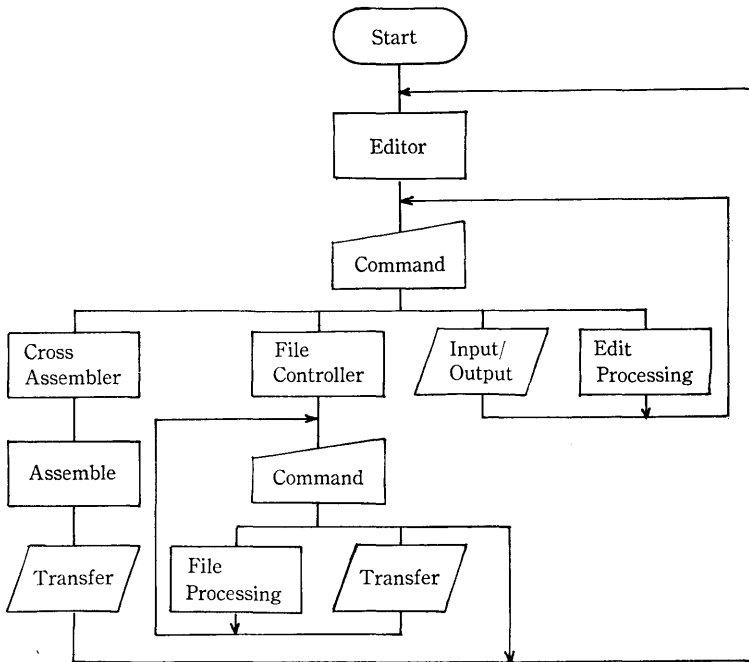 Start
Editor
Command
Cross
Assembler
File
Controller
Input/
Output
Edit
Processing
Assemble
Command
Transfer
File
Processing
Transfer